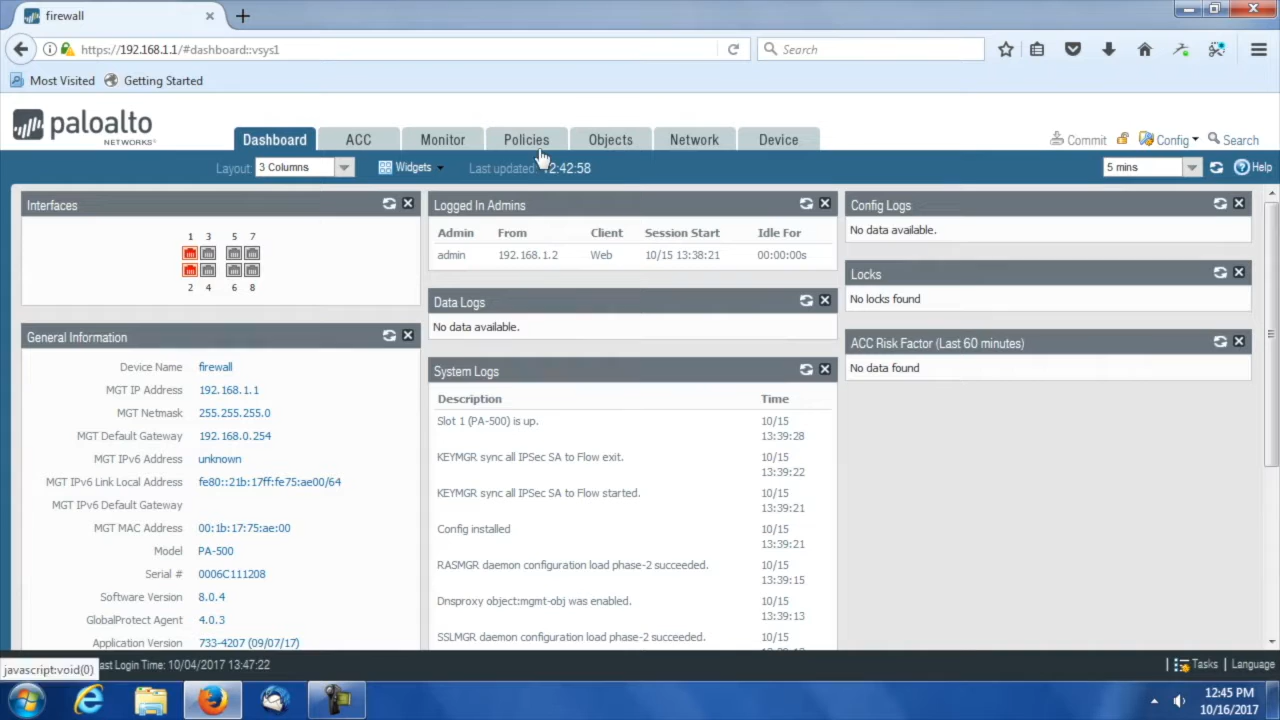 firewall
https://192.168.1.1/#dashboard::vsys1
Search
Most Visited
Getting Started
paloalto
NETWORKS
Dashboard
ACC
Monitor
Policies
Objects
Network
Device
Commit
Config
Search
Layout:
3 Columns
Widgets
Last updated:
2:42:58
5 mins
Help
Interfaces
1 3 5 7
2 4 6 8
General Information
Device Name firewall
MGT IP Address 192.168.1.1
MGT Netmask 255.255.255.0
MGT Default Gateway 192.168.0.254
MGT IPv6 Address unknown
MGT IPv6 Link Local Address fe80::21b:17ff:fe75:ae00/64
MGT IPv6 Default Gateway
MGT MAC Address 00:1b:17:75:ae:00
Model PA-500
Serial # 0006C111208
Software Version 8.0.4
GlobalProtect Agent 4.0.3
Application Version 733-4207 (09/07/17)
Logged In Admins
Admin From Client Session Start Idle For
admin 192.168.1.2 Web 10/15 13:38:21 00:00:00s
Data Logs
No data available.
System Logs
Description Time
Slot 1 (PA-500) is up. 10/15
13:39:28
KEYMGR sync all IPSec SA to Flow exit. 10/15
13:39:22
KEYMGR sync all IPSec SA to Flow started. 10/15
13:39:21
Config installed 10/15
13:39:21
RASMGR daemon configuration load phase-2 succeeded. 10/15
13:39:15
Dnsproxy object:mgmt-obj was enabled. 10/15
13:39:13
SSLMGR daemon configuration load phase-2 succeeded. 10/15
Config Logs
No data available.
Locks
No locks found
ACC Risk Factor (Last 60 minutes)
No data found
javascript:void(0)
ast Login Time: 10/04/2017 13:47:22
Tasks
Language
12:45 PM
10/16/2017